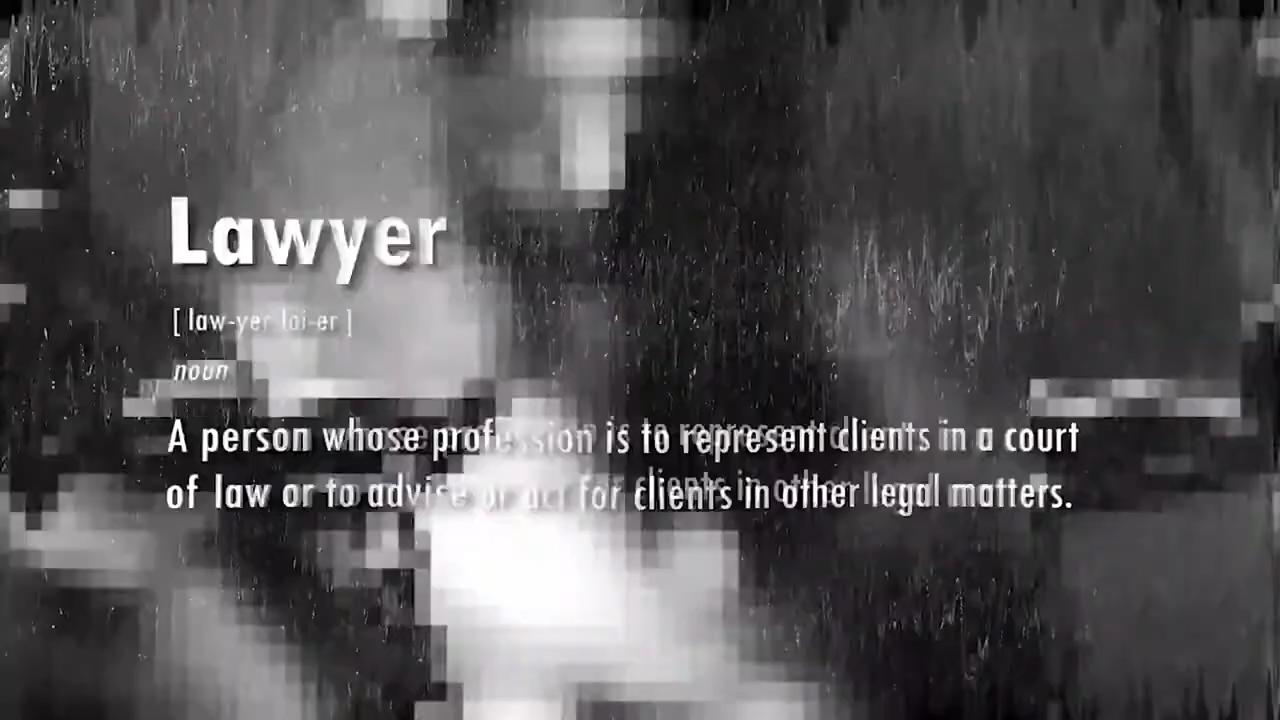 Lawyer
[ law-yer loi-er ]
noun
A person whose profession is to represent clients in a court
of law or to advise or act for clients in other legal matters.